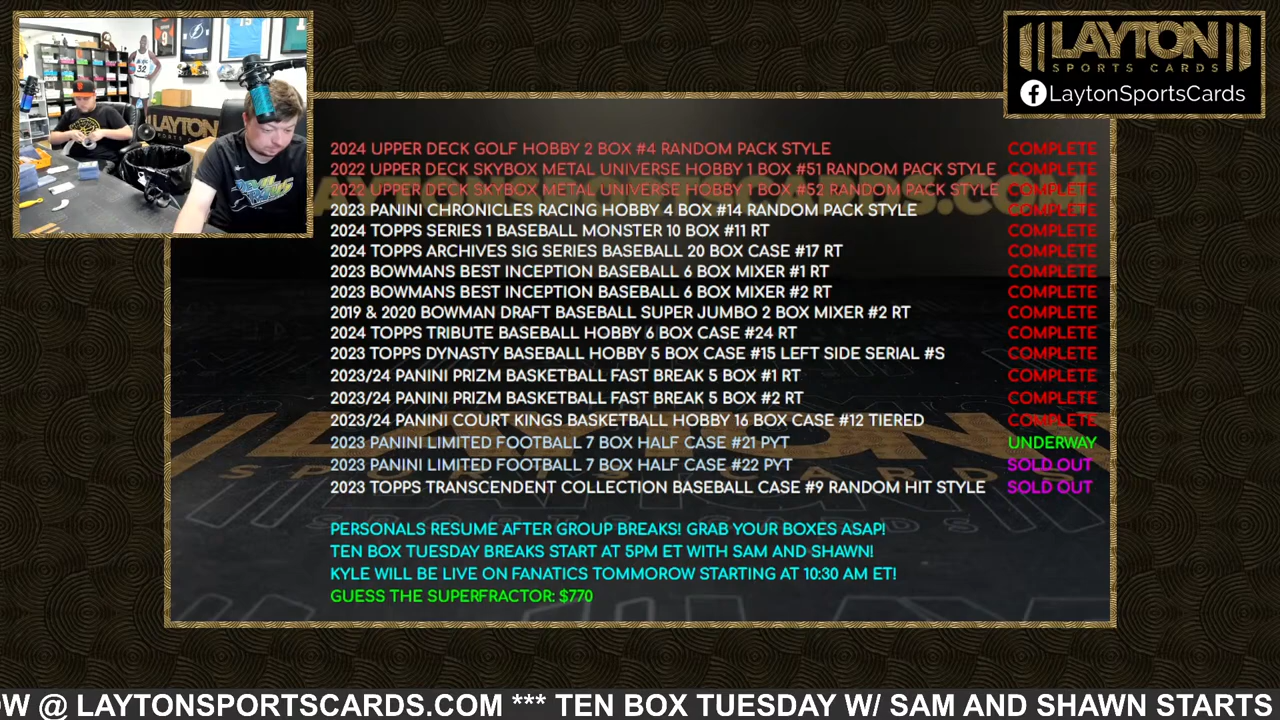 LAYTON
SPORTS CARDS
LaytonSportsCards
32
LAYTON
2024 UPPER DECK GOLF HOBBY 2 BOX #4 RANDOM PACK STYLE COMPLETE
2022 UPPER DECK SKYBOX METAL UNIVERSE HOBBY 1 BOX #51 RANDOM PACK STYLE COMPLETE
2022 UPPER DECK SKYBOX METAL UNIVERSE HOBBY 1 BOX #52 RANDOM PACK STYLE COMPLETE
2023 PANINI CHRONICLES RACING HOBBY 4 BOX #14 RANDOM PACK STYLE COMPLETE
2024 TOPPS SERIES 1 BASEBALL MONSTER 10 BOX #11 RT COMPLETE
2024 TOPPS ARCHIVES SIG SERIES BASEBALL 20 BOX CASE #17 RT COMPLETE
2023 BOWMANS BEST INCEPTION BASEBALL 6 BOX MIXER #1 RT COMPLETE
2023 BOWMANS BEST INCEPTION BASEBALL 6 BOX MIXER #2 RT COMPLETE
2019 & 2020 BOWMAN DRAFT BASEBALL SUPER JUMBO 2 BOX MIXER #2 RT COMPLETE
2024 TOPPS TRIBUTE BASEBALL HOBBY 6 BOX CASE #24 RT COMPLETE
2023 TOPPS DYNASTY BASEBALL HOBBY 5 BOX CASE #15 LEFT SIDE SERIAL #S COMPLETE
2023/24 PANINI PRIZM BASKETBALL FAST BREAK 5 BOX #1 RT COMPLETE
2023/24 PANINI PRIZM BASKETBALL FAST BREAK 5 BOX #2 RT COMPLETE
2023/24 PANINI COURT KINGS BASKETBALL HOBBY 16 BOX CASE #12 TIERED COMPLETE
2023 PANINI LIMITED FOOTBALL 7 BOX HALF CASE #21 PYT UNDERWAY
2023 PANINI LIMITED FOOTBALL 7 BOX HALF CASE #22 PYT SOLD OUT
2023 TOPPS TRANSCENDENT COLLECTION BASEBALL CASE #9 RANDOM HIT STYLE SOLD OUT
PERSONALS RESUME AFTER GROUP BREAKS! GRAB YOUR BOXES ASAP!
TEN BOX TUESDAY BREAKS START AT 5PM ET WITH SAM AND SHAWN!
KYLE WILL BE LIVE ON FANATICS TOMMOROW STARTING AT 10:30 AM ET!
GUESS THE SUPERFRACTOR: $770
OW @ LAYTONSPORTSCARDS.COM *** TEN BOX TUESDAY W/ SAM AND SHAWN STARTS